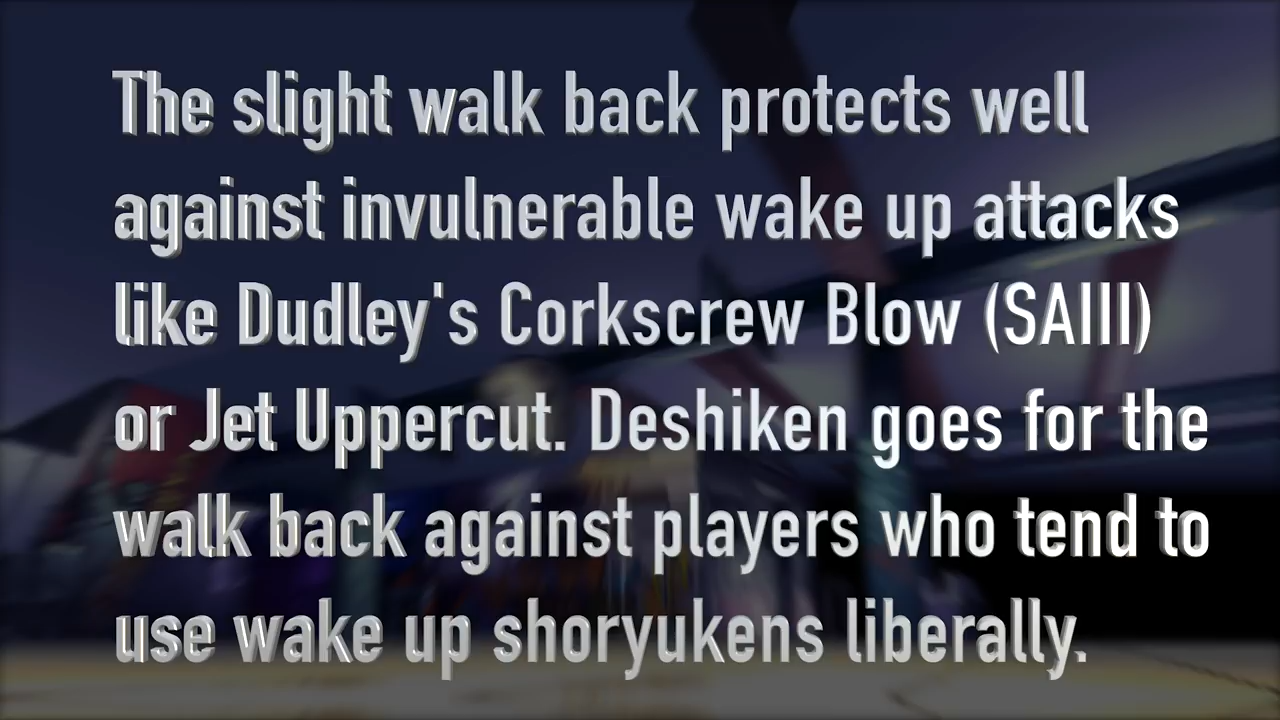 The slight walk back protects well
against invulnerable wake up attacks
like Dudley's Corkscrew Blow (SAIII)
or Jet Uppercut. Deshiken goes for the
walk back against players who tend to
use wake up shoryukens liberally.